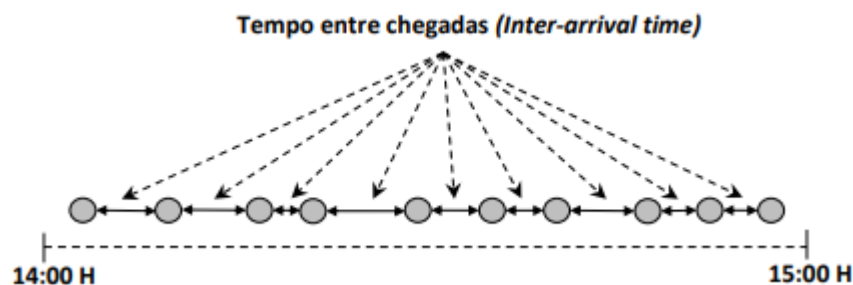 Tempo entre chegadas (Inter-arrival time)
14:00 H
15:00 H